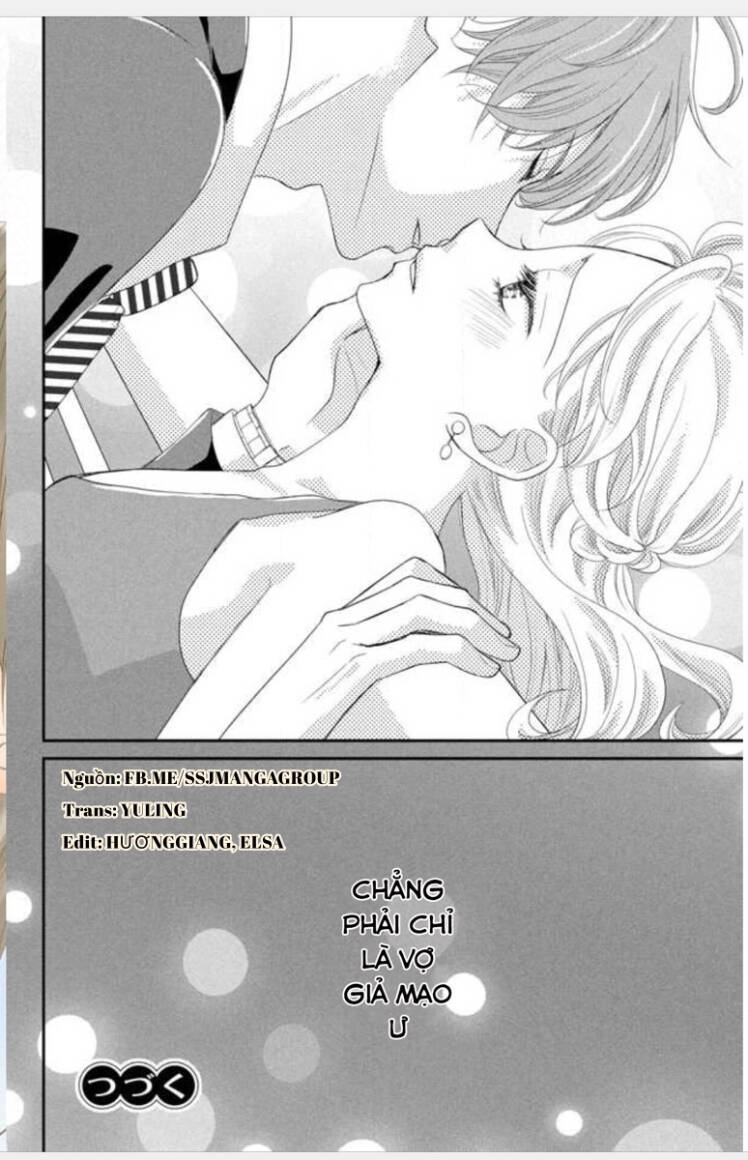 Nguồn: FB.ME/SSJMANGAGROUP
Trans: YULING
Edit: HƯƠNGGIANG, ELSA
CHẲNG
PHẢI CHỈ
LÀ VỢ
GIẢ MẠO
Ư
つづく